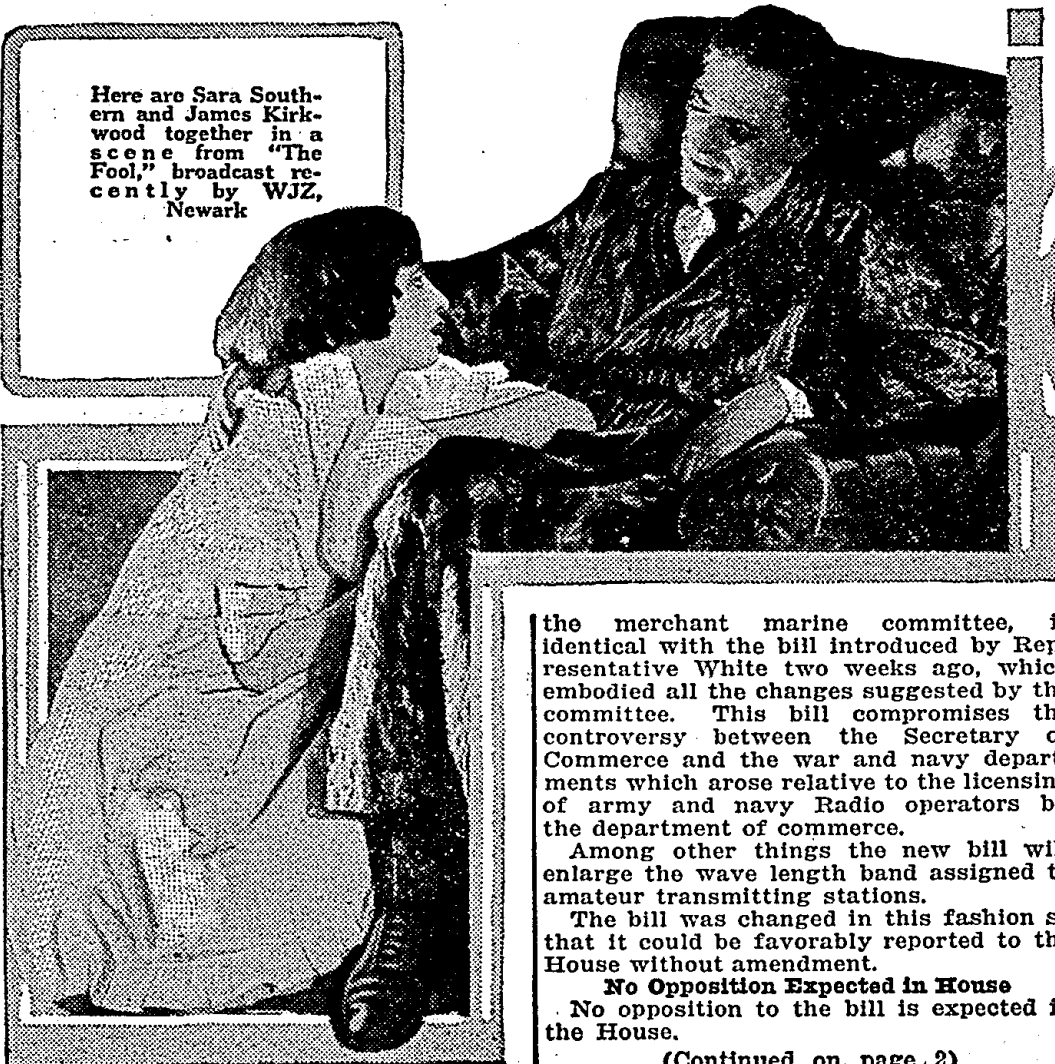 Here are Sara South-
ern and James Kirk-
wood together in a
scene from "The
Fool," broadcast re-
cently by WJZ,
Newark
the merchant marine committee, i
identical with the bill introduced by Rep
resentative White two weeks ago, whic
embodied all the changes suggested by th
committee. This bill compromises th
controversy between the Secretary o
Commerce and the war and navy depart
ments which arose relative to the licensin
of army and navy Radio operators b
the department of commerce.
Among other things the new bill wil
enlarge the wave length band assigned t
amateur transmitting stations.
The bill was changed in this fashion s
that it could be favorably reported to th
House without amendment.
No Opposition Expected in House
No opposition to the bill is expected i
the House.
(Continued on page 2)